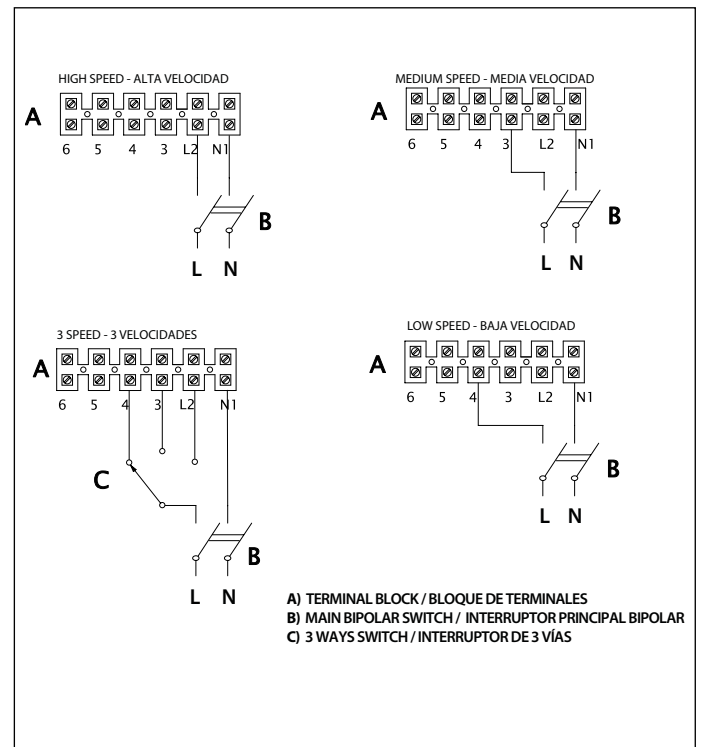 HIGH SPEED - ALTA VELOCIDAD
A
6 5 4 3 L2 N1
B
L N
MEDIUM SPEED - MEDIA VELOCIDAD
A
6 5 4 3 L2 N1
B
L N
3 SPEED - 3 VELOCIDADES
A
6 5 4 3 L2 N1
C
B
L N
LOW SPEED - BAJA VELOCIDAD
A
6 5 4 3 L2 N1
B
L N
A) TERMINAL BLOCK / BLOQUE DE TERMINALES
B) MAIN BIPOLAR SWITCH / INTERRUPTOR PRINCIPAL BIPOLAR
C) 3 WAYS SWITCH / INTERRUPTOR DE 3 VÍAS